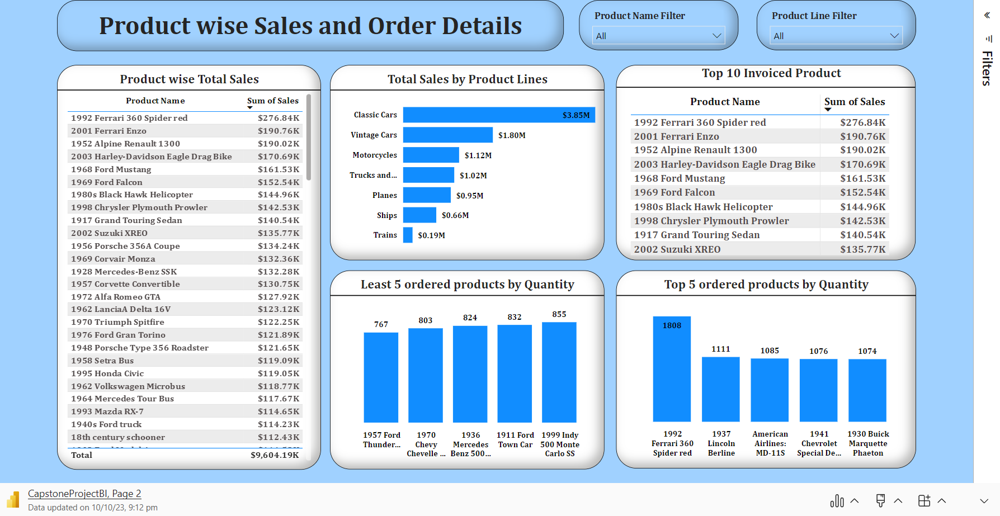 Product wise Sales and Order Details
Product Name Filter
All
Product Line Filter
All
«
Filters
Product wise Total Sales
Product Name Sum of Sales
1992 Ferrari 360 Spider red $276.84K
2001 Ferrari Enzo $190.76K
1952 Alpine Renault 1300 $190.02K
2003 Harley-Davidson Eagle Drag Bike $170.69K
1968 Ford Mustang $161.53K
1969 Ford Falcon $152.54K
1980s Black Hawk Helicopter $144.96K
1998 Chrysler Plymouth Prowler $142.53K
1917 Grand Touring Sedan $140.54K
2002 Suzuki XREO $135.77K
1956 Porsche 356A Coupe $134.24K
1969 Corvair Monza $132.36K
1928 Mercedes-Benz SSK $132.28K
1957 Corvette Convertible $130.75K
1972 Alfa Romeo GTA $127.92K
1962 LanciaA Delta 16V $123.12K
1970 Triumph Spitfire $122.25K
1976 Ford Gran Torino $121.89K
1948 Porsche Type 356 Roadster $121.65K
1958 Setra Bus $119.09K
1995 Honda Civic $119.05K
1962 Volkswagen Microbus $118.77K
1964 Mercedes Tour Bus $117.67K
1993 Mazda RX-7 $114.65K
1940s Ford truck $114.23K
18th century schooner $112.43K
Total $9,604.19K
Total Sales by Product Lines
Classic Cars $3.85M
Vintage Cars $1.80M
Motorcycles $1.12M
Trucks and... $1.02M
Planes $0.95M
Ships $0.66M
Trains $0.19M
Top 10 Invoiced Product
Product Name Sum of Sales
1992 Ferrari 360 Spider red $276.84K
2001 Ferrari Enzo $190.76K
1952 Alpine Renault 1300 $190.02K
2003 Harley-Davidson Eagle Drag Bike $170.69K
1968 Ford Mustang $161.53K
1969 Ford Falcon $152.54K
1980s Black Hawk Helicopter $144.96K
1998 Chrysler Plymouth Prowler $142.53K
1917 Grand Touring Sedan $140.54K
2002 Suzuki XREO $135.77K
Least 5 ordered products by Quantity
767 803 824 832 855
1957 Ford 1970 1936 1911 Ford 1999 Indy
Thunder... Chevy Mercedes Town Car 500 Monte
Chevelle ... Benz 500... Carlo SS
Top 5 ordered products by Quantity
1808 1111 1085 1076 1074
1992 1937 American 1941 1930 Buick
Ferrari 360 Lincoln Airlines: Chevrolet Marquette
Spider red Berline MD-11S Special De... Phaeton
CapstoneProjectBI, Page 2
Data updated on 10/10/23, 9:12 pm